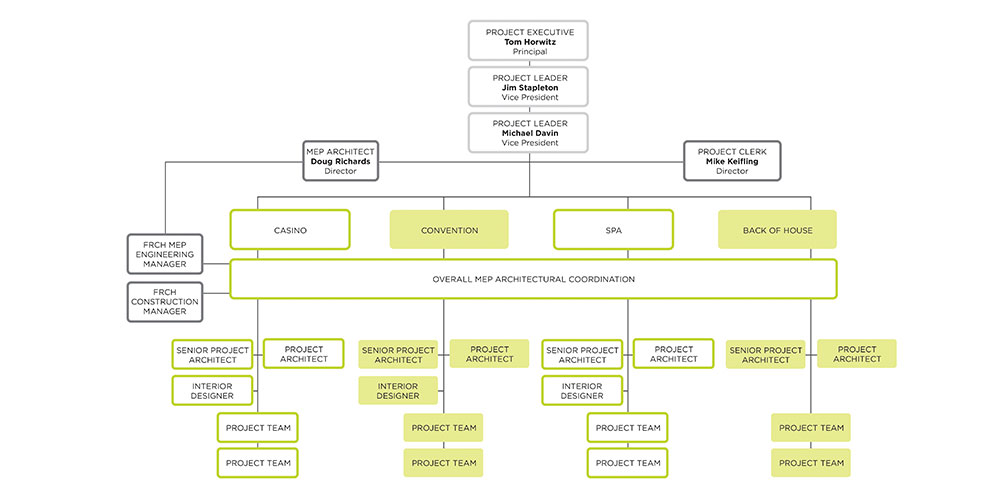 PROJECT EXECUTIVE
Tom Horwitz
Principal
PROJECT LEADER
Jim Stapleton
Vice President
PROJECT LEADER
Michael Davin
Vice President
MEP ARCHITECT
Doug Richards
Director
PROJECT CLERK
Mike Keifling
Director
CASINO
CONVENTION
SPA
BACK OF HOUSE
FRCH MEP
ENGINEERING
MANAGER
OVERALL MEP ARCHITECTURAL COORDINATION
FRCH
CONSTRUCTION
MANAGER
SENIOR PROJECT
ARCHITECT
PROJECT
ARCHITECT
SENIOR PROJECT
ARCHITECT
PROJECT
ARCHITECT
SENIOR PROJECT
ARCHITECT
PROJECT
ARCHITECT
SENIOR PROJECT
ARCHITECT
PROJECT
ARCHITECT
INTERIOR
DESIGNER
INTERIOR
DESIGNER
INTERIOR
DESIGNER
PROJECT TEAM
PROJECT TEAM
PROJECT TEAM
PROJECT TEAM
PROJECT TEAM
PROJECT TEAM
PROJECT TEAM
PROJECT TEAM